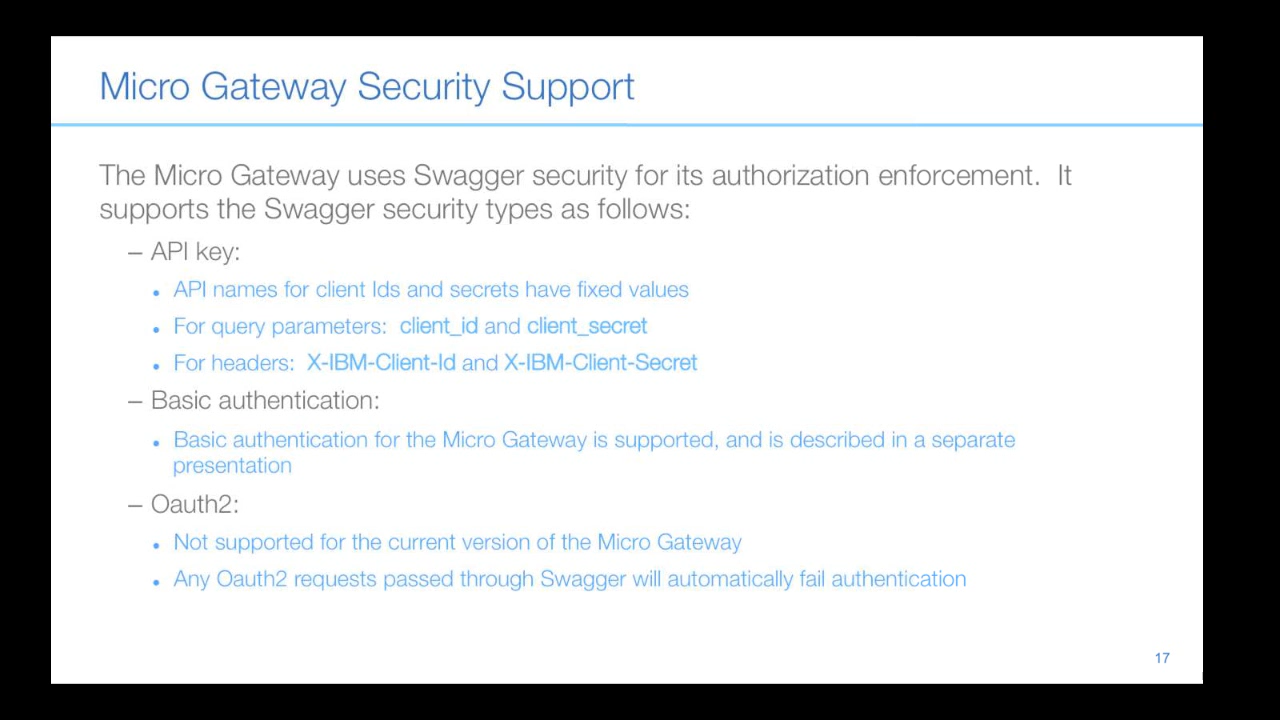 Micro Gateway Security Support
The Micro Gateway uses Swagger security for its authorization enforcement.  It
supports the Swagger security types as follows:
– API key:
• API names for client Ids and secrets have fixed values
• For query parameters:  client_id and client_secret
• For headers:  X-IBM-Client-Id and X-IBM-Client-Secret
– Basic authentication:
• Basic authentication for the Micro Gateway is supported, and is described in a separate
presentation
– Oauth2:
• Not supported for the current version of the Micro Gateway
• Any Oauth2 requests passed through Swagger will automatically fail authentication
17